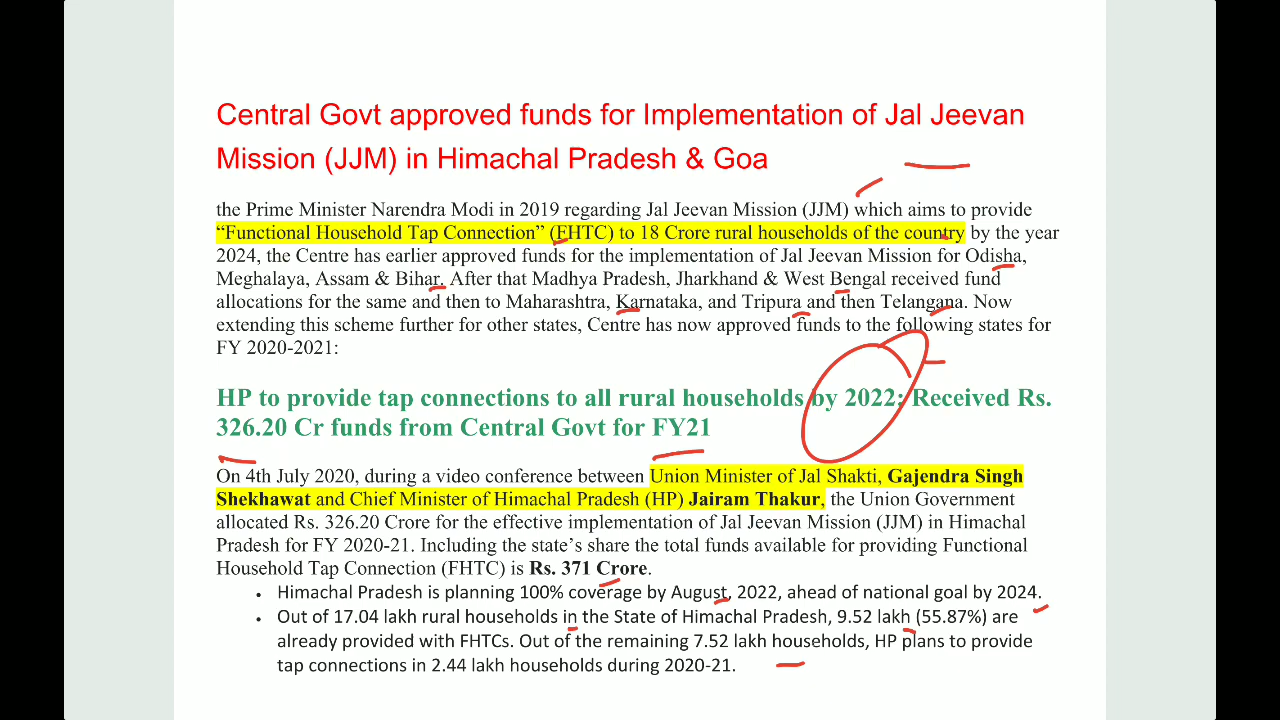 Central Govt approved funds for Implementation of Jal Jeevan
Mission (JJM) in Himachal Pradesh & Goa
the Prime Minister Narendra Modi in 2019 regarding Jal Jeevan Mission (JJM) which aims to provide
“Functional Household Tap Connection” (FHTC) to 18 Crore rural households of the country by the year
2024, the Centre has earlier approved funds for the implementation of Jal Jeevan Mission for Odisha,
Meghalaya, Assam & Bihar. After that Madhya Pradesh, Jharkhand & West Bengal received fund
allocations for the same and then to Maharashtra, Karnataka, and Tripura and then Telangana. Now
extending this scheme further for other states, Centre has now approved funds to the following states for
FY 2020-2021:
HP to provide tap connections to all rural households by 2022; Received Rs.
326.20 Cr funds from Central Govt for FY21
On 4th July 2020, during a video conference between Union Minister of Jal Shakti, Gajendra Singh
Shekhawat and Chief Minister of Himachal Pradesh (HP) Jairam Thakur, the Union Government
allocated Rs. 326.20 Crore for the effective implementation of Jal Jeevan Mission (JJM) in Himachal
Pradesh for FY 2020-21. Including the state’s share the total funds available for providing Functional
Household Tap Connection (FHTC) is Rs. 371 Crore.
• Himachal Pradesh is planning 100% coverage by August, 2022, ahead of national goal by 2024.
• Out of 17.04 lakh rural households in the State of Himachal Pradesh, 9.52 lakh (55.87%) are
already provided with FHTCs. Out of the remaining 7.52 lakh households, HP plans to provide
tap connections in 2.44 lakh households during 2020-21.